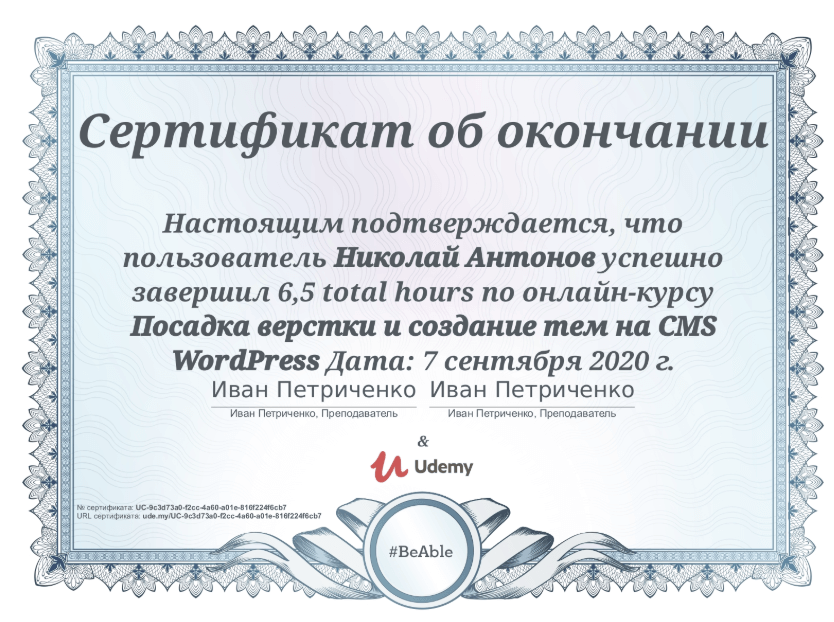 Сертификат об окончании
Настоящим подтверждается, что
пользователь Николай Антонов успешно
завершил 6,5 total hours по онлайн-курсу
Посадка верстки и создание тем на CMS
WordPress Дата: 7 сентября 2020 г.
Иван Петриченко Иван Петриченко
Иван Петриченко, Преподаватель Иван Петриченко, Преподаватель
&
Udemy
№ сертификата: UC-9c3d73a0-f2cc-4a60-a01e-816f224f6cb7
URL сертификата: ude.my/UC-9c3d73a0-f2cc-4a60-a01e-816f224f6cb7
#BeAble